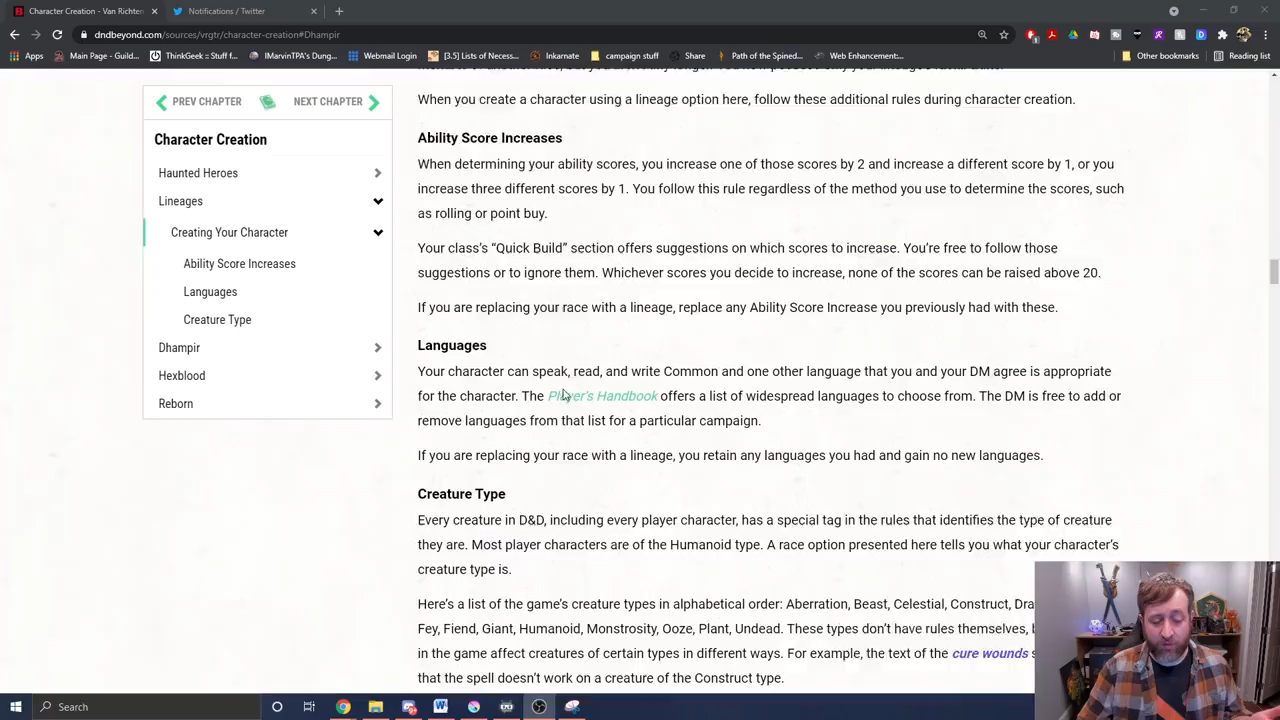 Character Creation - Van Richten
Notifications / Twitter
dndbeyond.com/sources/vrgtr/character-creation#Dhampir
Apps
Main Page - Guild...
ThinkGeek :: Stuff f...
IMarvinTPA's Dung...
Webmail Login
[3.5] Lists of Necess...
Inkarnate
campaign stuff
Share
Path of the Spined...
Web Enhancement:...
Other bookmarks
Reading list
PREV CHAPTER
NEXT CHAPTER
Character Creation
Haunted Heroes
Lineages
Creating Your Character
Ability Score Increases
Languages
Creature Type
Dhampir
Hexblood
Reborn
When you create a character using a lineage option here, follow these additional rules during character creation.
Ability Score Increases
When determining your ability scores, you increase one of those scores by 2 and increase a different score by 1, or you
increase three different scores by 1. You follow this rule regardless of the method you use to determine the scores, such
as rolling or point buy.
Your class's “Quick Build” section offers suggestions on which scores to increase. You're free to follow those
suggestions or to ignore them. Whichever scores you decide to increase, none of the scores can be raised above 20.
If you are replacing your race with a lineage, replace any Ability Score Increase you previously had with these.
Languages
Your character can speak, read, and write Common and one other language that you and your DM agree is appropriate
for the character. The Player's Handbook offers a list of widespread languages to choose from. The DM is free to add or
remove languages from that list for a particular campaign.
If you are replacing your race with a lineage, you retain any languages you had and gain no new languages.
Creature Type
Every creature in D&D, including every player character, has a special tag in the rules that identifies the type of creature
they are. Most player characters are of the Humanoid type. A race option presented here tells you what your character's
creature type is.
Here's a list of the game's creature types in alphabetical order: Aberration, Beast, Celestial, Construct, Dra
Fey, Fiend, Giant, Humanoid, Monstrosity, Ooze, Plant, Undead. These types don't have rules themselves,
in the game affect creatures of certain types in different ways. For example, the text of the cure wounds
that the spell doesn't work on a creature of the Construct type.
Search